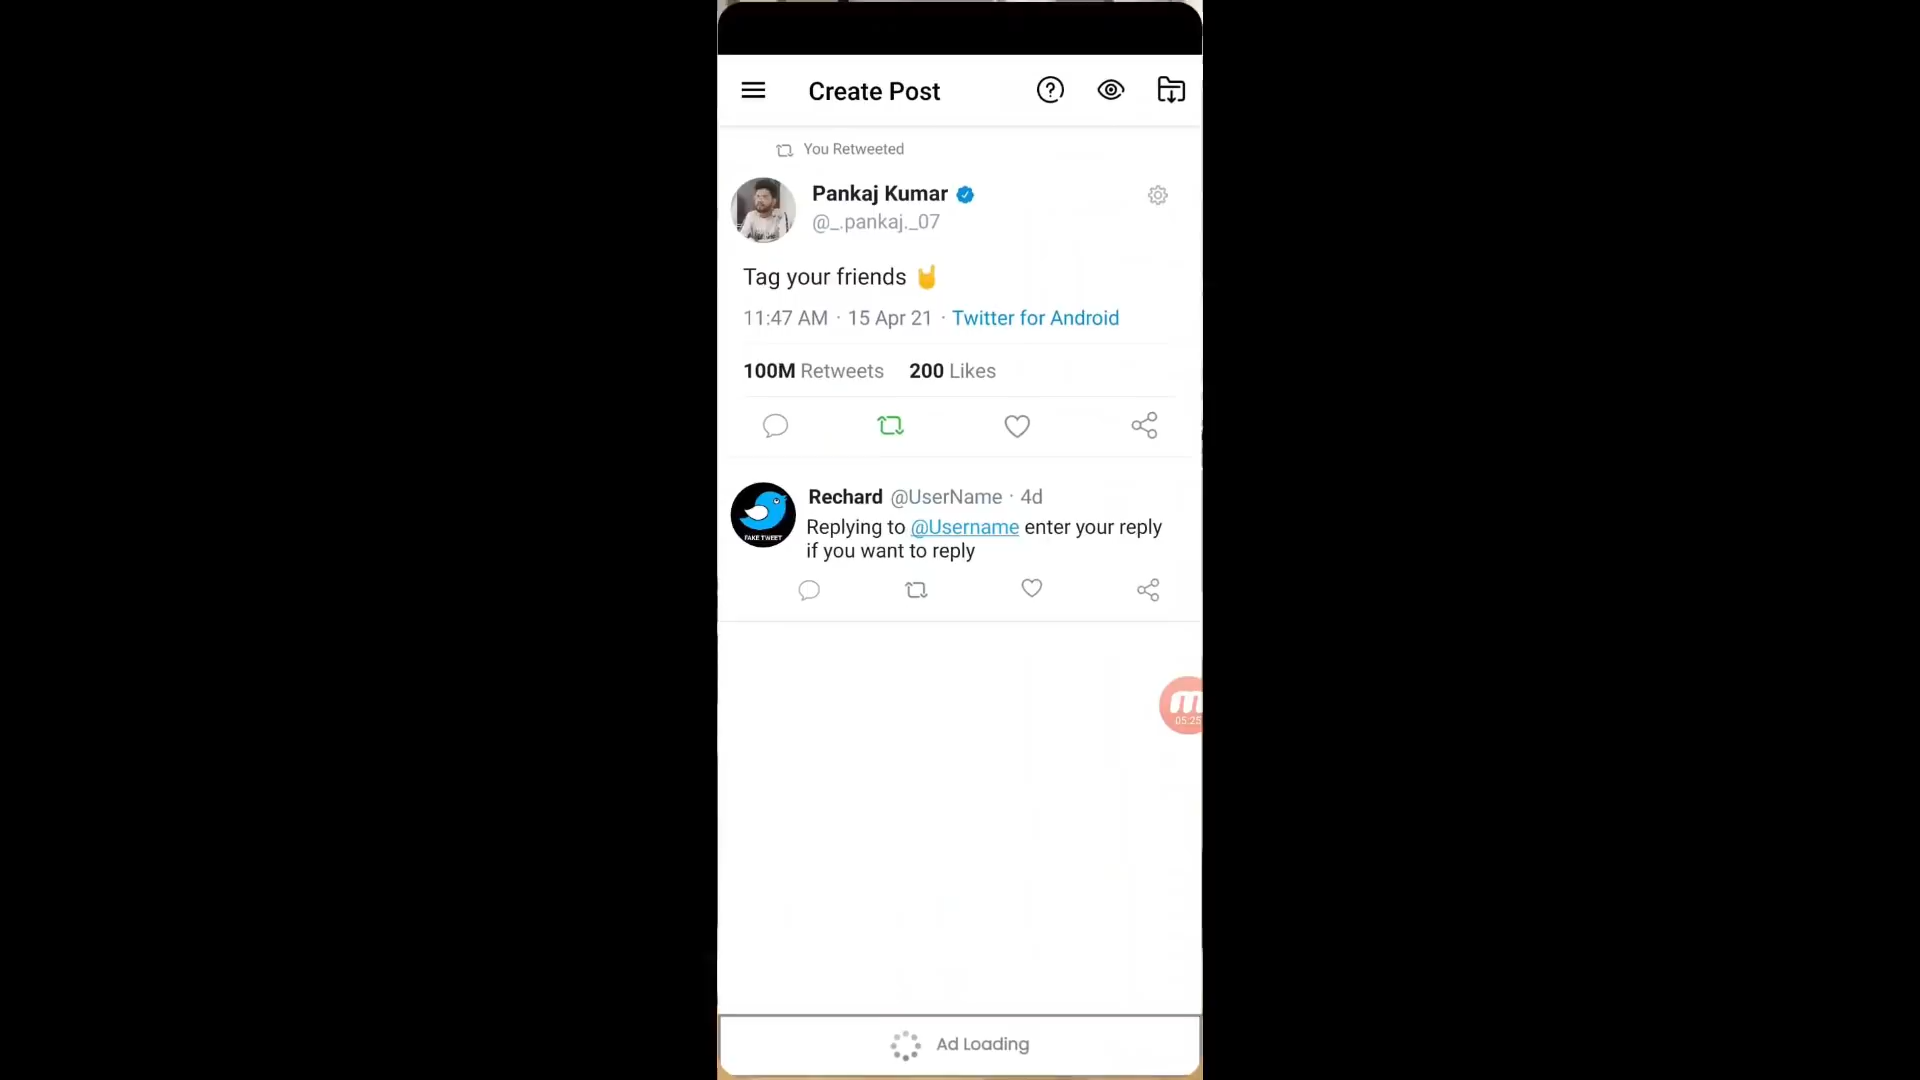 Create Post
You Retweeted
Pankaj Kumar
@_.pankaj._07
Tag your friends 🤘
11:47 AM · 15 Apr 21 · Twitter for Android
100M Retweets 200 Likes
Rechard @UserName · 4d
Replying to @Username enter your reply
if you want to reply
FAKE TWEET
05:25
Ad Loading